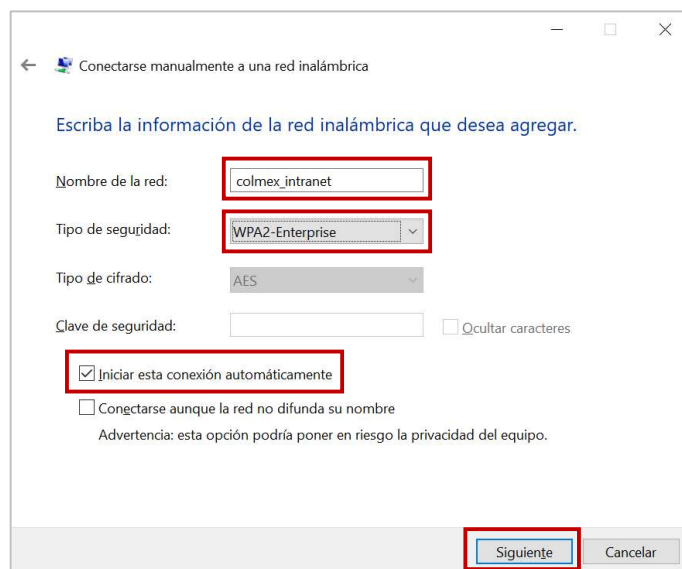 Conectarse manualmente a una red inalámbrica
Escriba la información de la red inalámbrica que desea agregar.
Nombre de la red: colmex_intranet
Tipo de seguridad: WPA2-Enterprise
Tipo de cifrado: AES
Clave de seguridad: Ocultar caracteres
Iniciar esta conexión automáticamente
Conectarse aunque la red no difunda su nombre
Advertencia: esta opción podría poner en riesgo la privacidad del equipo.
Siguiente Cancelar